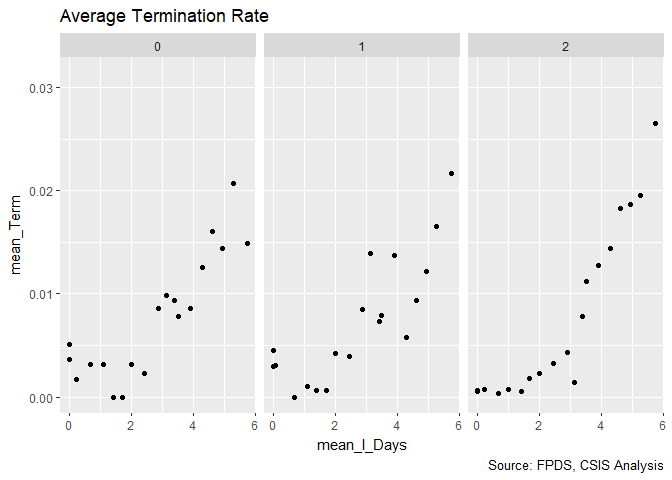 Average Termination Rate
0 1 2
0.03
0.02
0.01
0.00
mean_Term
0 2 4 6 0 2 4 6 0 2 4 6
mean_l_Days
Source: FPDS, CSIS Analysis